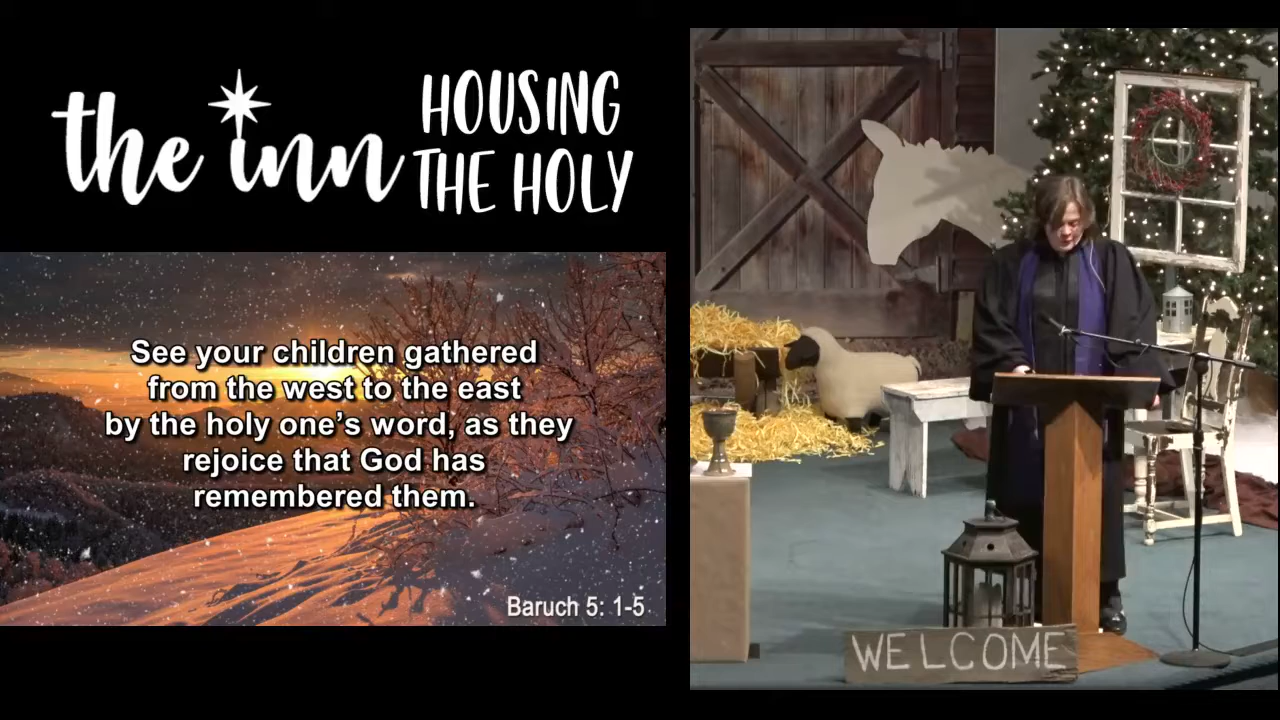 the inn HOUSING
THE HOLY
See your children gathered
from the west to the east
by the holy one's word, as they
rejoice that God has
remembered them.
Baruch 5: 1-5
WELCOME